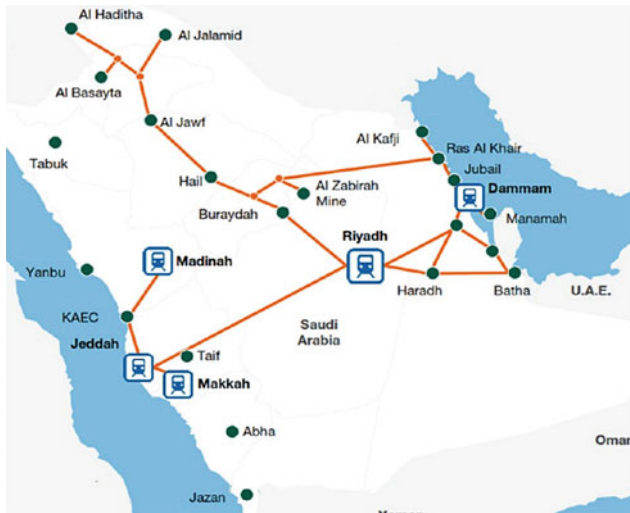 Al Haditha
Al Jalamid
Al Basayta
Al Jawf
Al Kafji
Tabuk
Ras Al Khair
Jubail
Hail
Al Zabirah
Mine
Dammam
Buraydah
Manamah
Riyadh
Madinah
Yanbu
Haradh
Batha
U.A.E.
KAEC
Saudi
Arabia
Jeddah
Taif
Makkah
Abha
Omar
Jazan